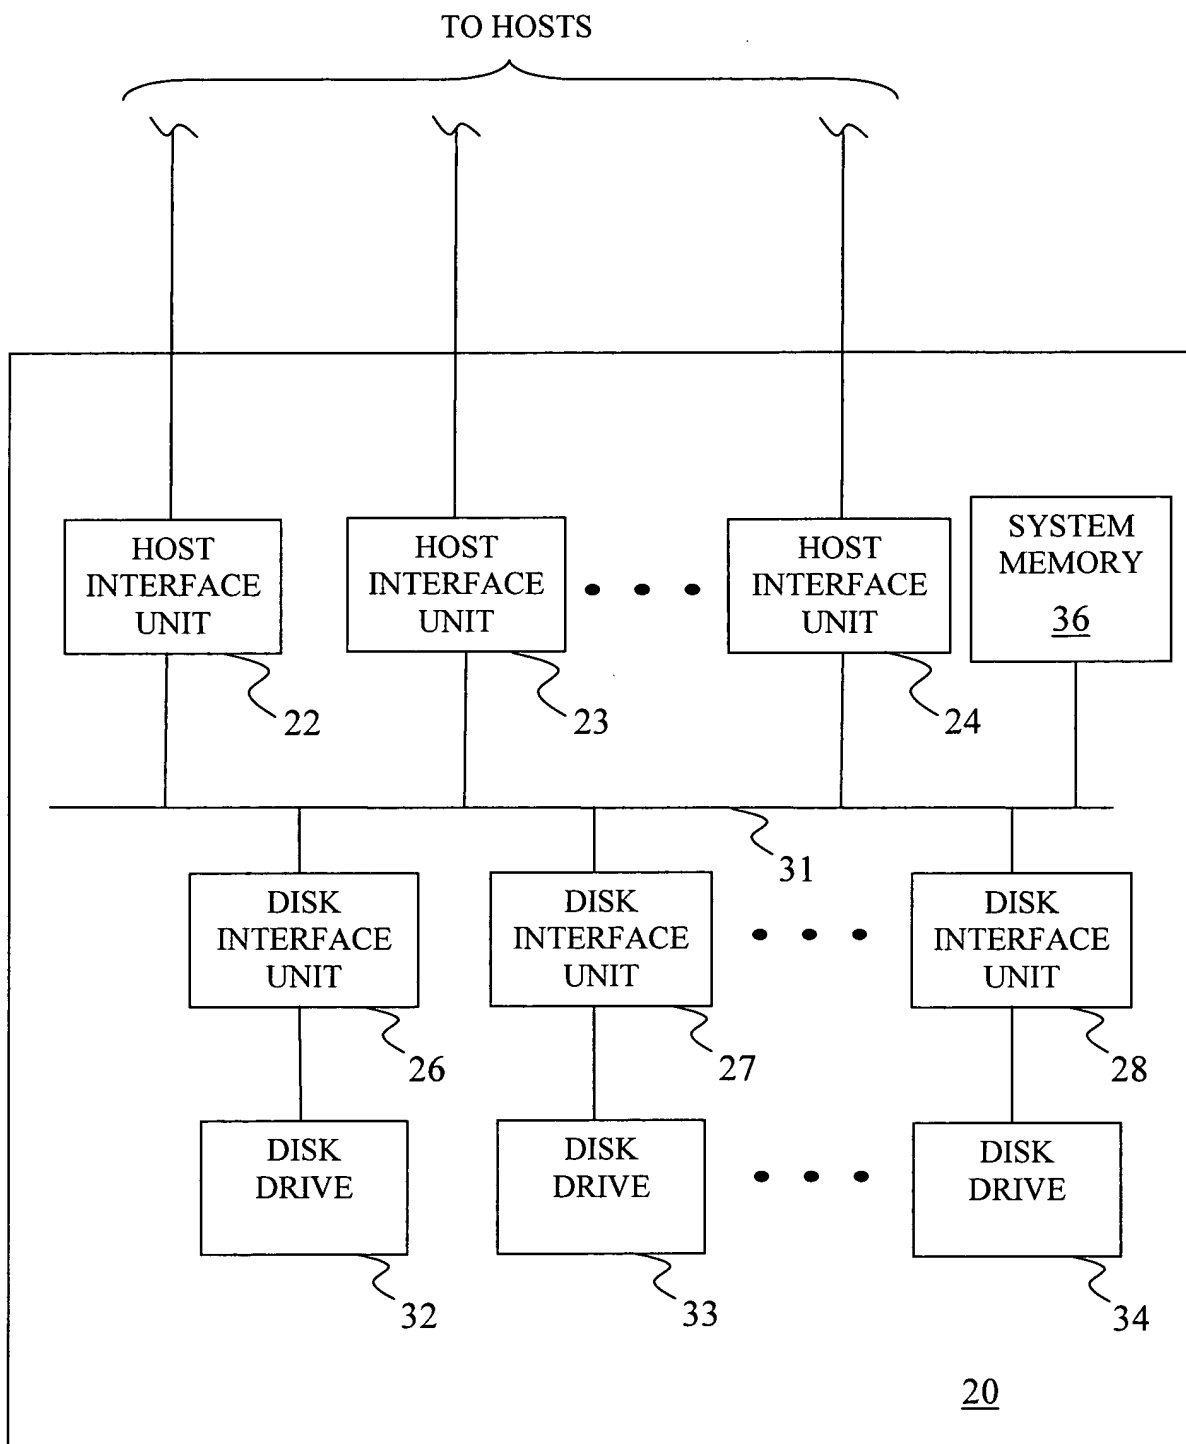 TO HOSTS
HOST
INTERFACE
UNIT
22
HOST
INTERFACE
UNIT
23
HOST
INTERFACE
UNIT
24
SYSTEM
MEMORY
36
31
DISK
INTERFACE
UNIT
26
DISK
INTERFACE
UNIT
27
DISK
INTERFACE
UNIT
28
DISK
DRIVE
32
DISK
DRIVE
33
DISK
DRIVE
34
20